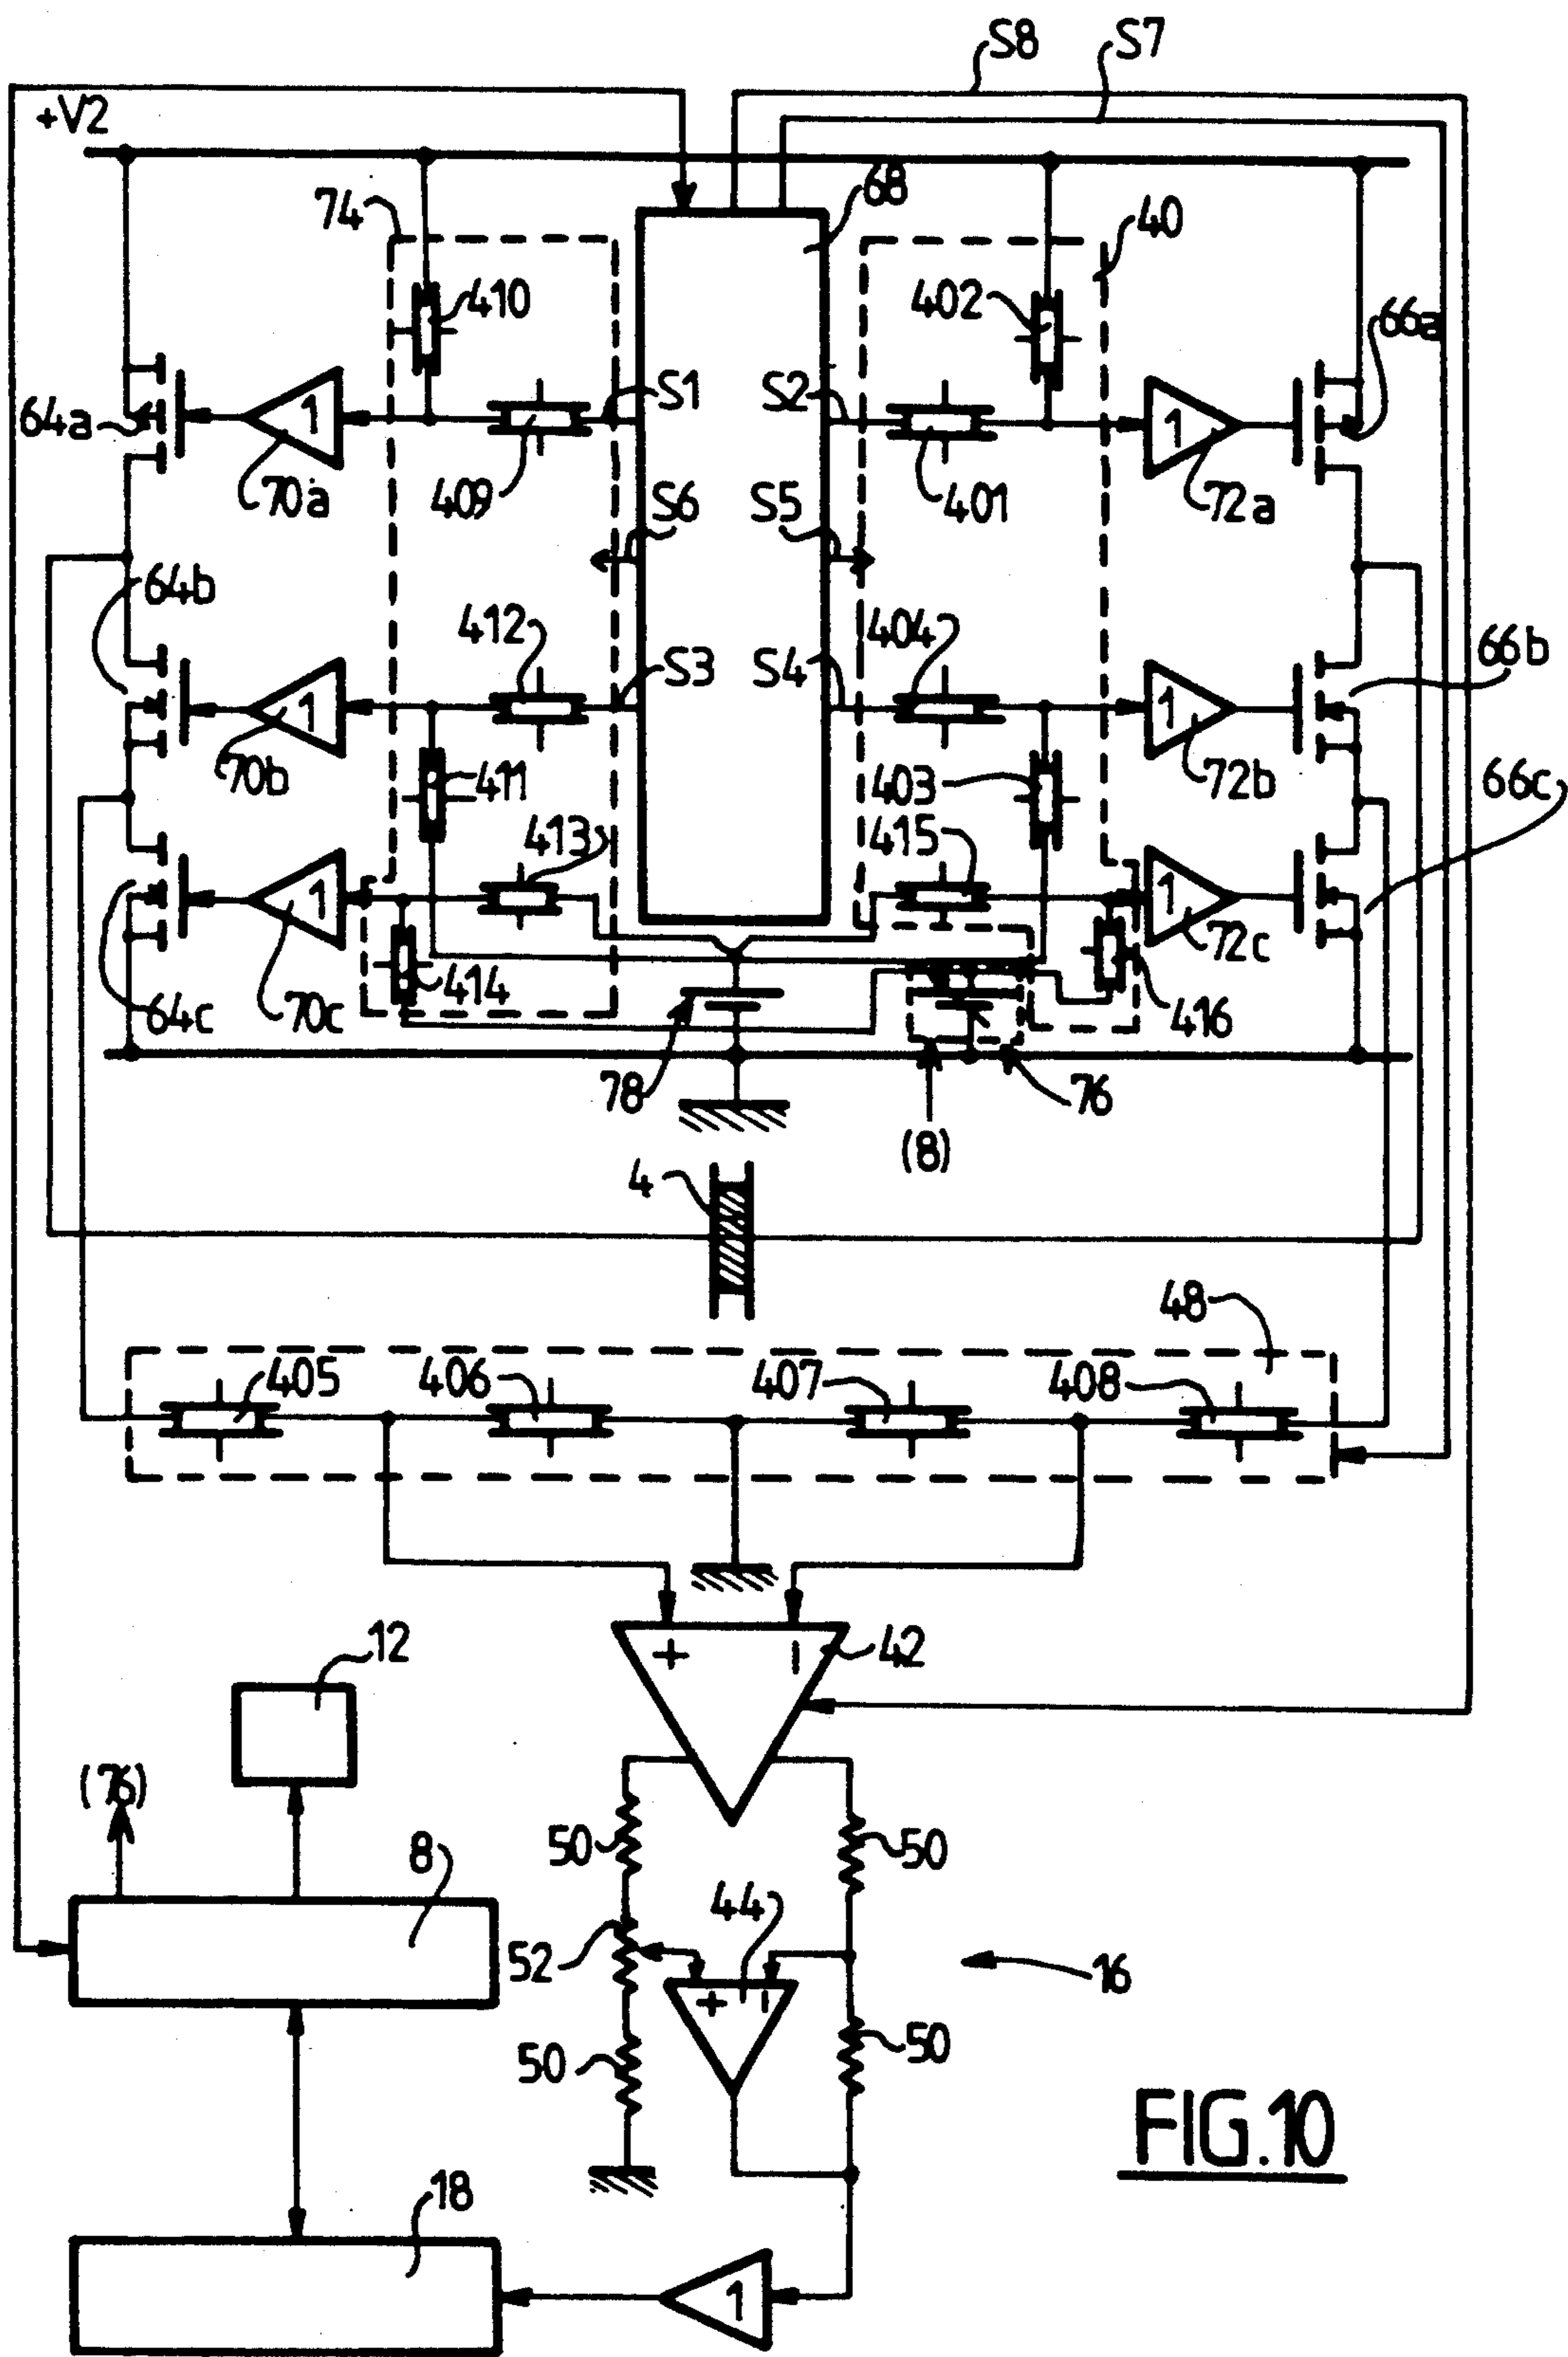 S8 S7
+V2
68
74 40
410 402
66a
S1 S2
64a 1 1
70a 409 401 72a
S6 S5
64b 412 404
66b
S3 S4
1 1
70b 411 403 72b 66c
413 415
1 1
64c 70c 414 72c
416
78 76
(8)
4
48
405 406 407 408
12 + − 42
(76)
8 50 50
44
52 + − 16
50 50
FIG.10
18
1